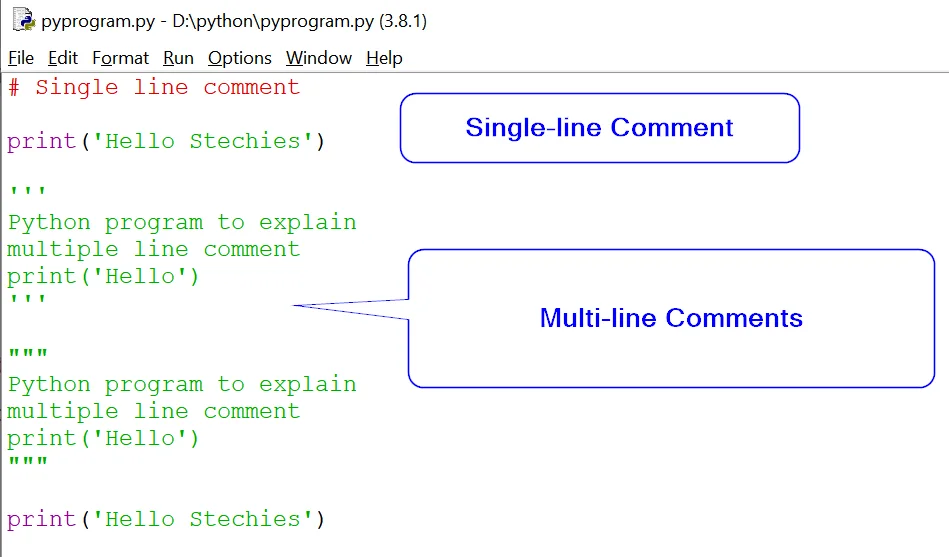 pyprogram.py - D:\python\pyprogram.py (3.8.1)
File Edit Format Run Options Window Help
# Single line comment
Single-line Comment
print('Hello Stechies')
'''
Python program to explain
multiple line comment
print('Hello')
'''
Multi-line Comments
"""
Python program to explain
multiple line comment
print('Hello')
"""
print('Hello Stechies')